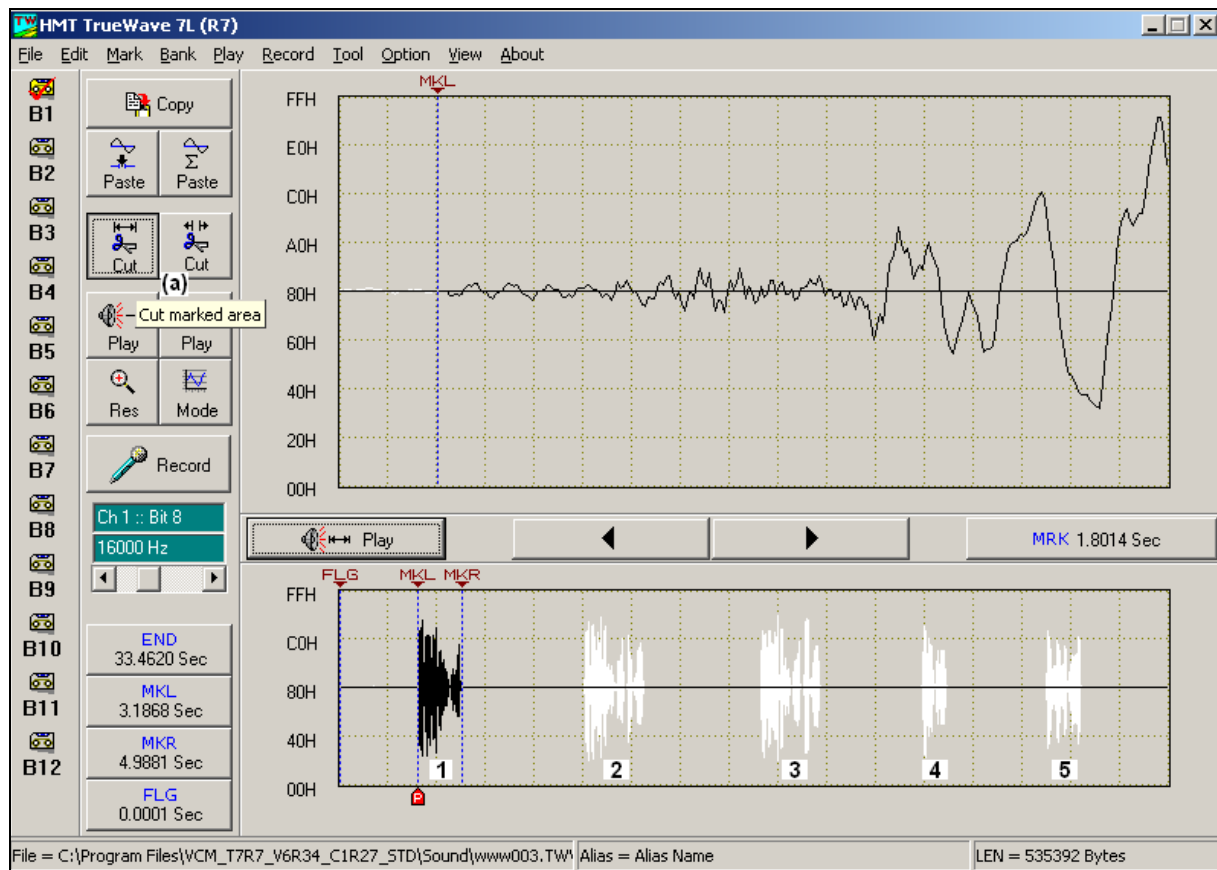 HMT TrueWave 7L (R7)
File Edit Mark Bank Play Record Tool Option View About
B1
B2
B3
B4
B5
B6
B7
B8
B9
B10
B11
B12
Copy
Paste Paste
Cut Cut
(a)
Cut marked area
Play Play
Res Mode
Record
Ch 1 :: Bit 8
16000 Hz
END
33.4620 Sec
MKL
3.1868 Sec
MKR
4.9881 Sec
FLG
0.0001 Sec
MKL
FFH
E0H
C0H
A0H
80H
60H
40H
20H
00H
Play
MRK 1.8014 Sec
FLG MKL MKR
FFH
C0H
80H
40H
00H
1 2 3 4 5
P
File = C:\Program Files\VCM_T7R7_V6R34_C1R27_STD\Sound\www003.TW
Alias = Alias Name
LEN = 535392 Bytes